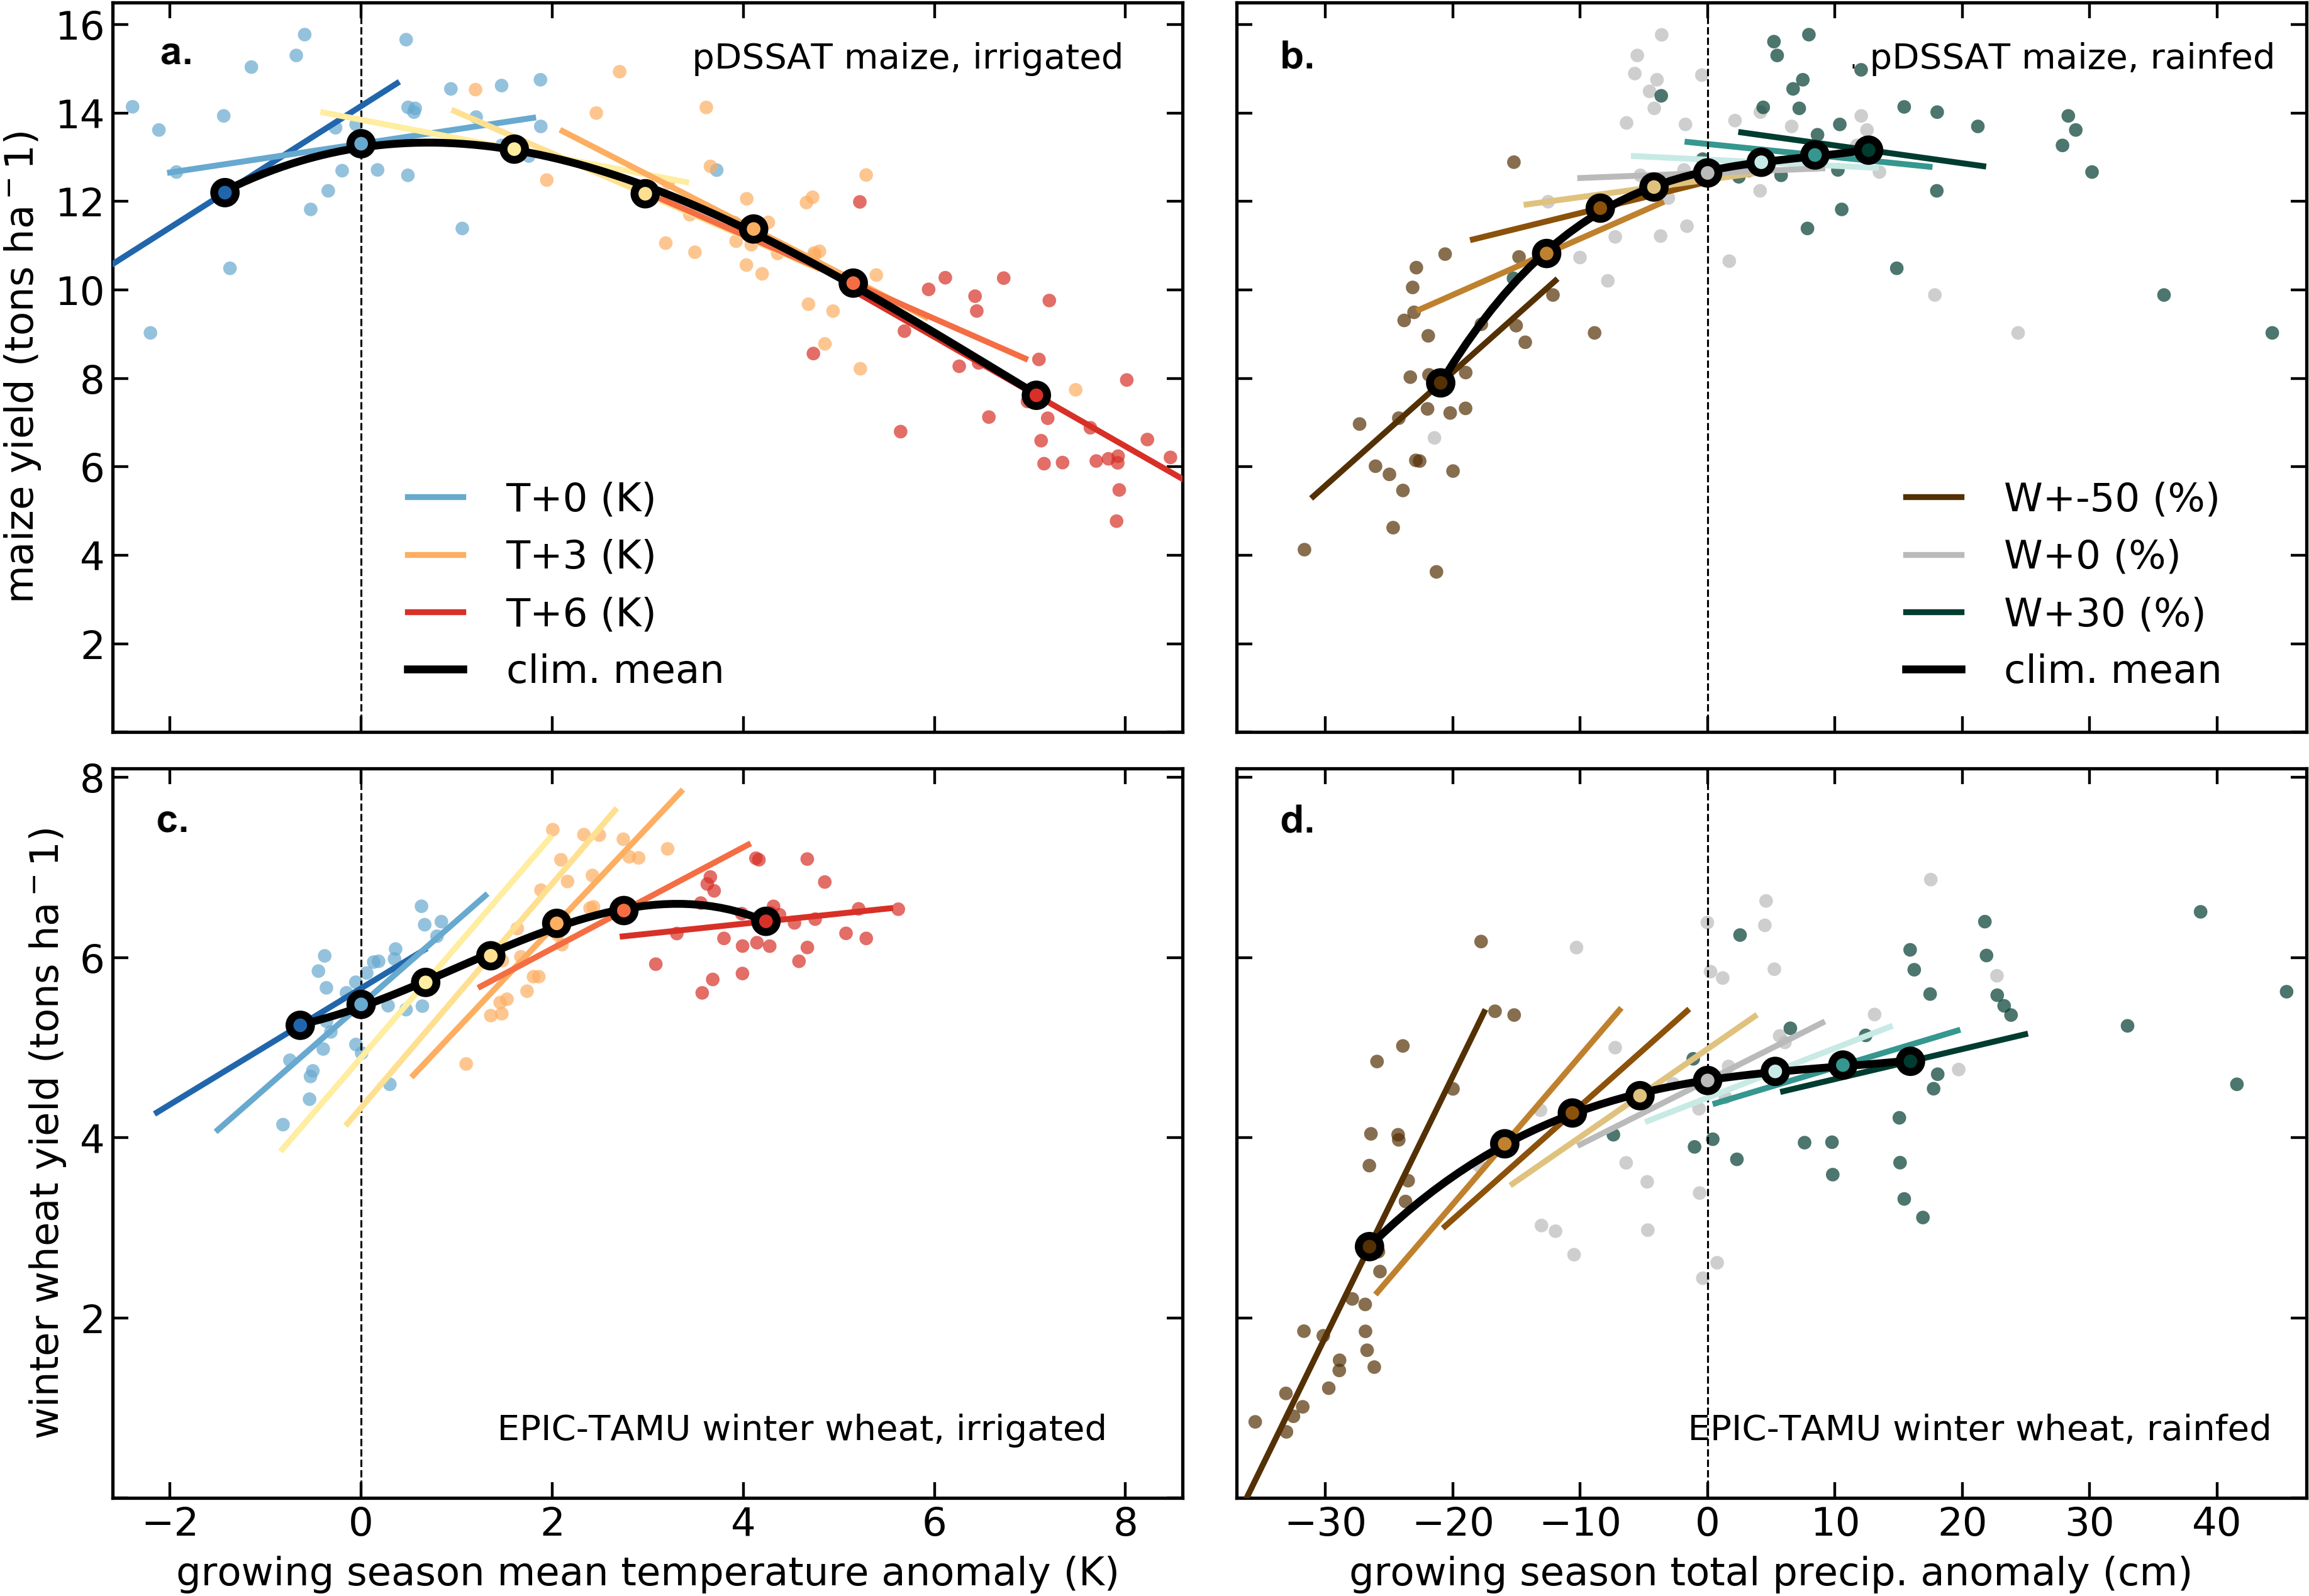 a.
pDSSAT maize, irrigated
16
14
12
10
8
6
4
2
maize yield (tons ha − 1)
T+0 (K)
T+3 (K)
T+6 (K)
clim. mean
b.
pDSSAT maize, rainfed
W+-50 (%)
W+0 (%)
W+30 (%)
clim. mean
c.
8
6
4
2
winter wheat yield (tons ha − 1)
EPIC-TAMU winter wheat, irrigated
−2 0 2 4 6 8
growing season mean temperature anomaly (K)
d.
EPIC-TAMU winter wheat, rainfed
−30 −20 −10 0 10 20 30 40
growing season total precip. anomaly (cm)